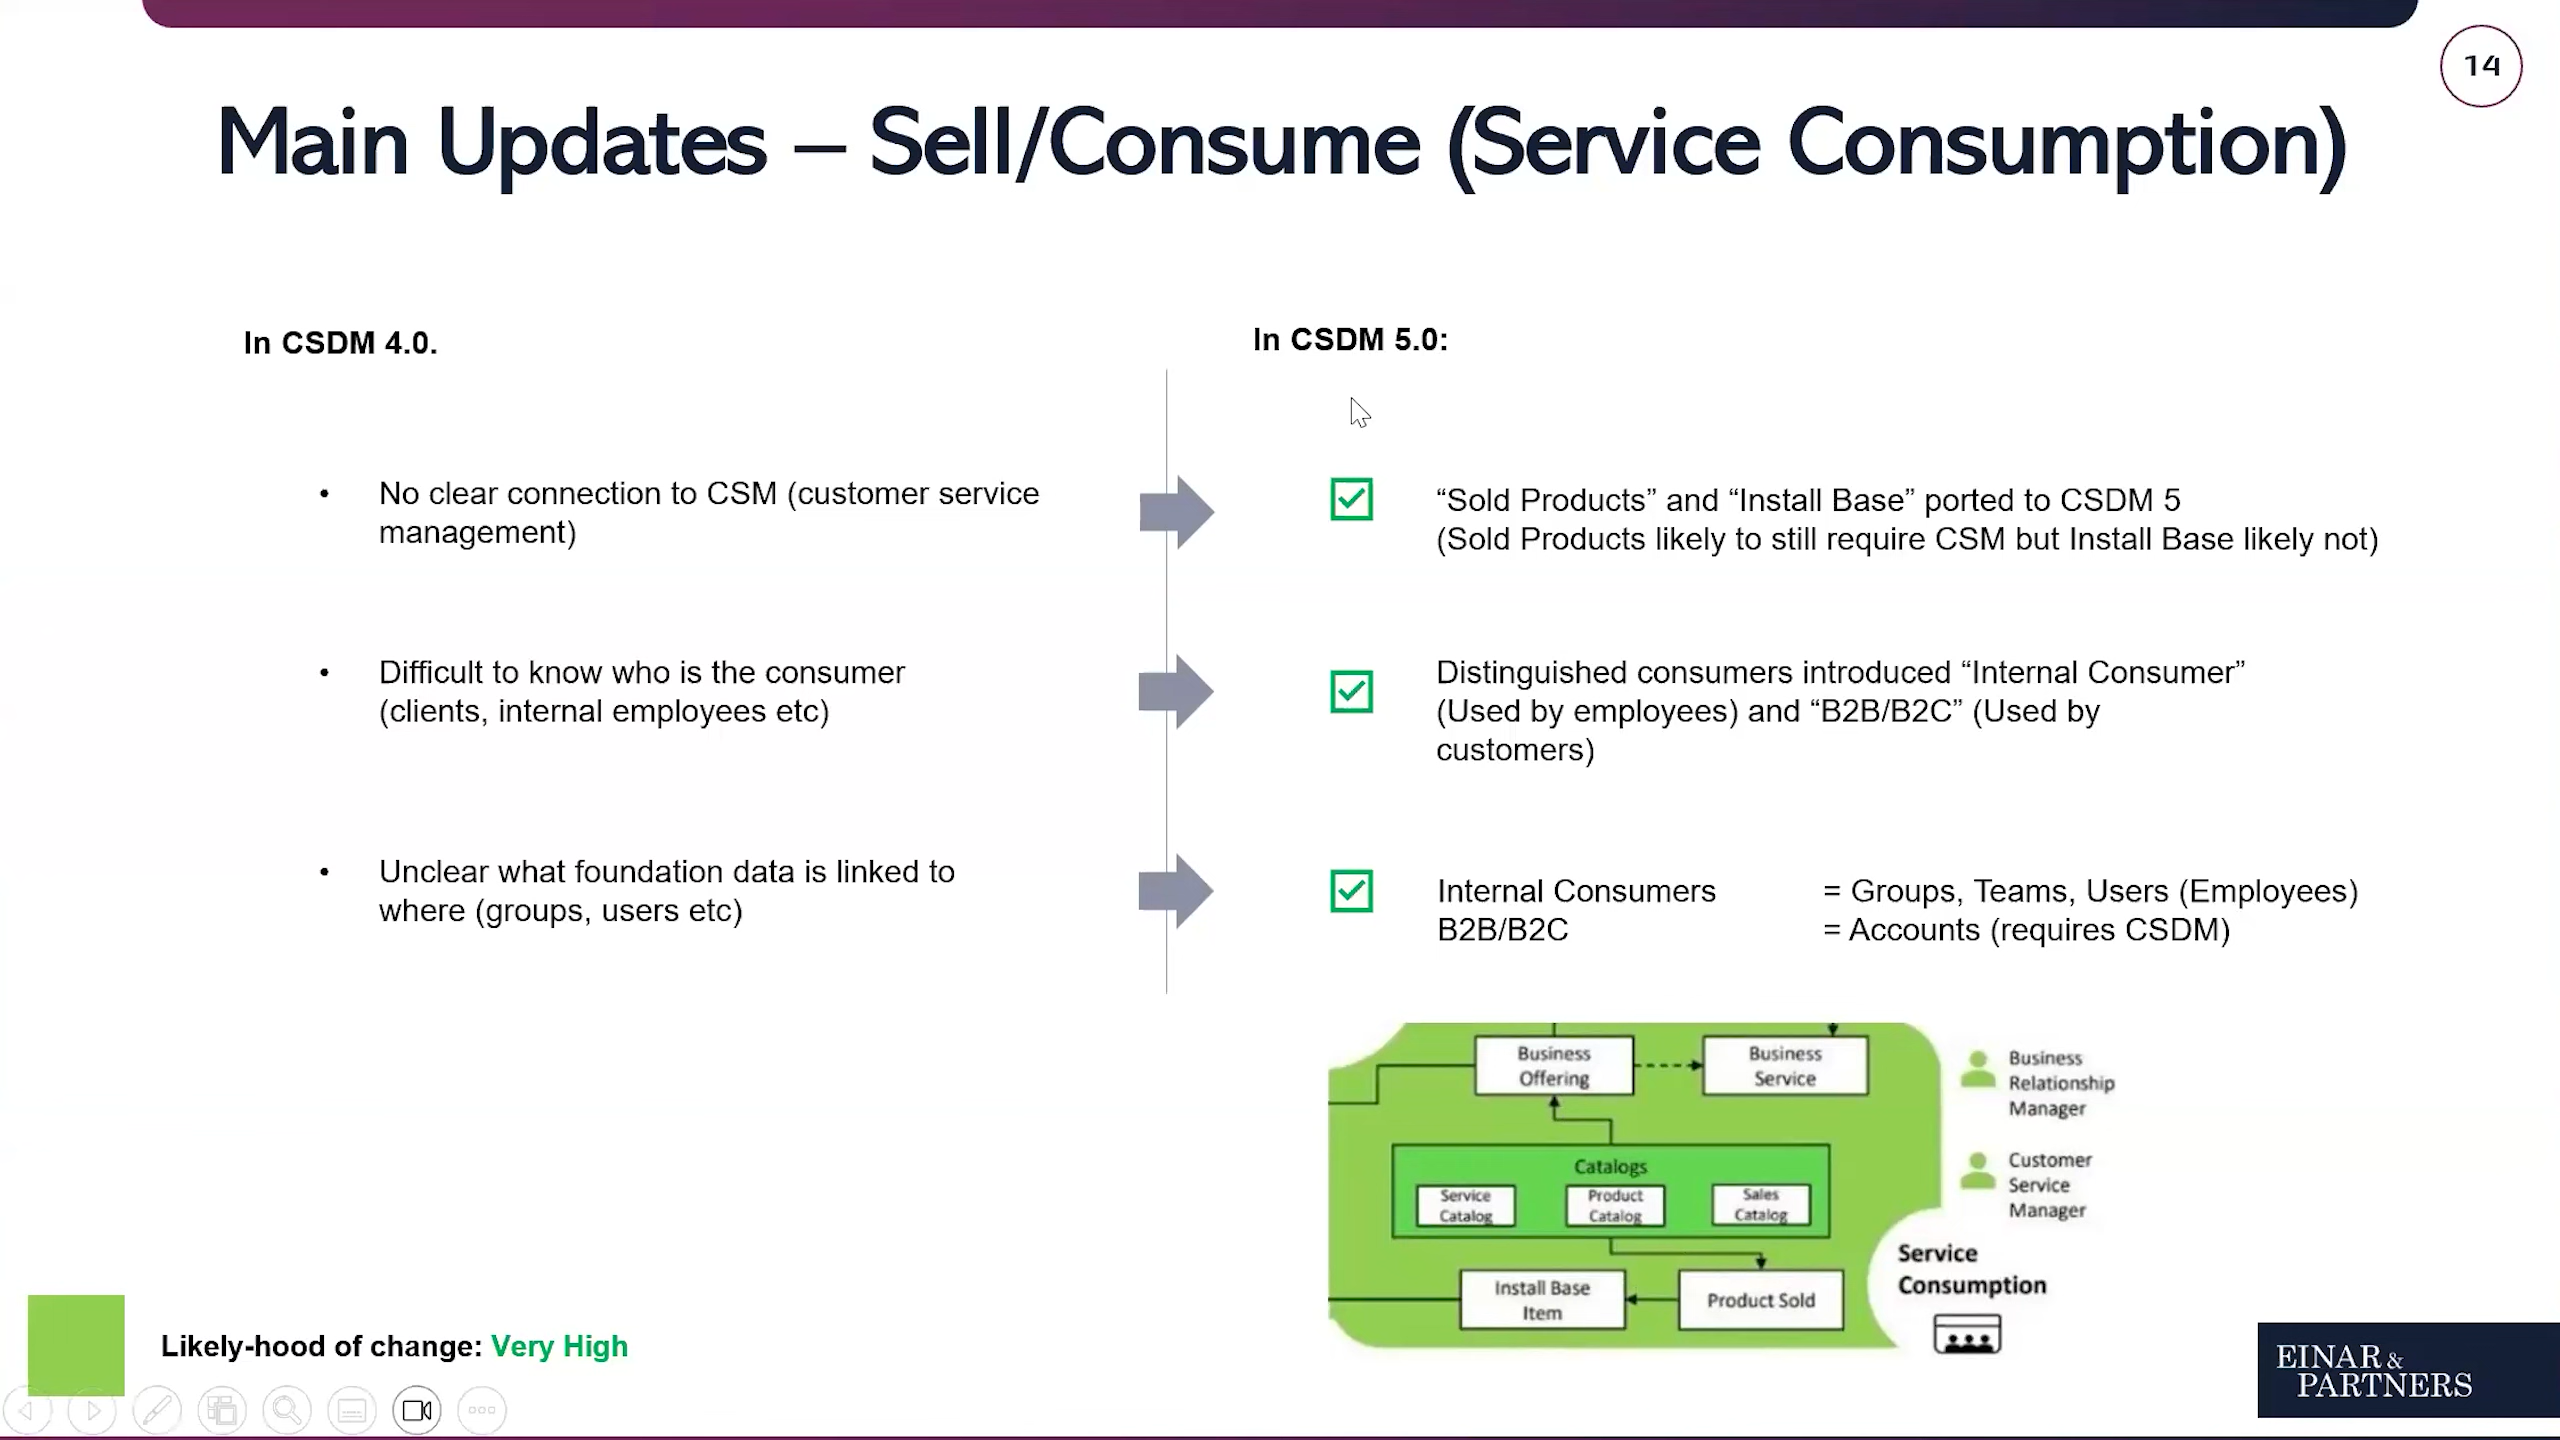 14
Main Updates – Sell/Consume (Service Consumption)
In CSDM 4.0.
• No clear connection to CSM (customer service
management)
• Difficult to know who is the consumer
(clients, internal employees etc)
• Unclear what foundation data is linked to
where (groups, users etc)
In CSDM 5.0:
“Sold Products” and “Install Base” ported to CSDM 5
(Sold Products likely to still require CSM but Install Base likely not)
Distinguished consumers introduced “Internal Consumer”
(Used by employees) and “B2B/B2C” (Used by
customers)
Internal Consumers = Groups, Teams, Users (Employees)
B2B/B2C = Accounts (requires CSDM)
Business
Offering
Business
Service
Catalogs
Service
Catalog
Product
Catalog
Sales
Catalog
Install Base
Item
Product Sold
Business
Relationship
Manager
Customer
Service
Manager
Service
Consumption
Likely-hood of change: Very High
EINAR &
PARTNERS